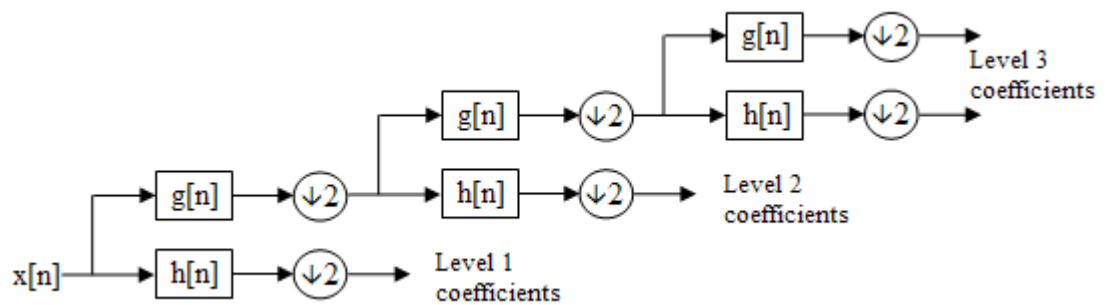 g[n] ↓2
Level 3
coefficients
g[n] ↓2 h[n] ↓2
g[n] ↓2 h[n] ↓2
Level 2
coefficients
x[n] h[n] ↓2
Level 1
coefficients